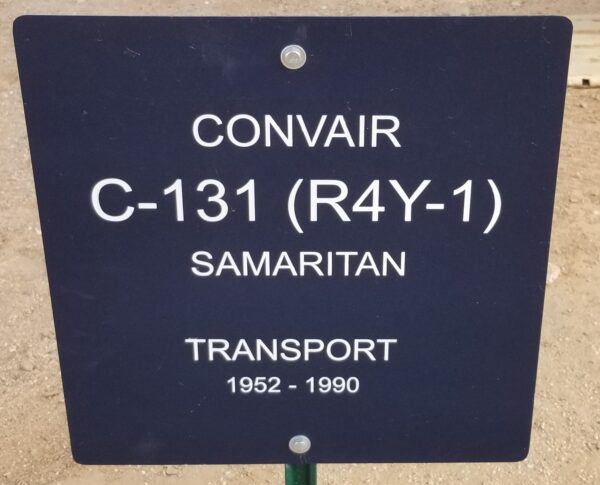 CONVAIR
C-131 (R4Y-1)
SAMARITAN
TRANSPORT
1952 - 1990